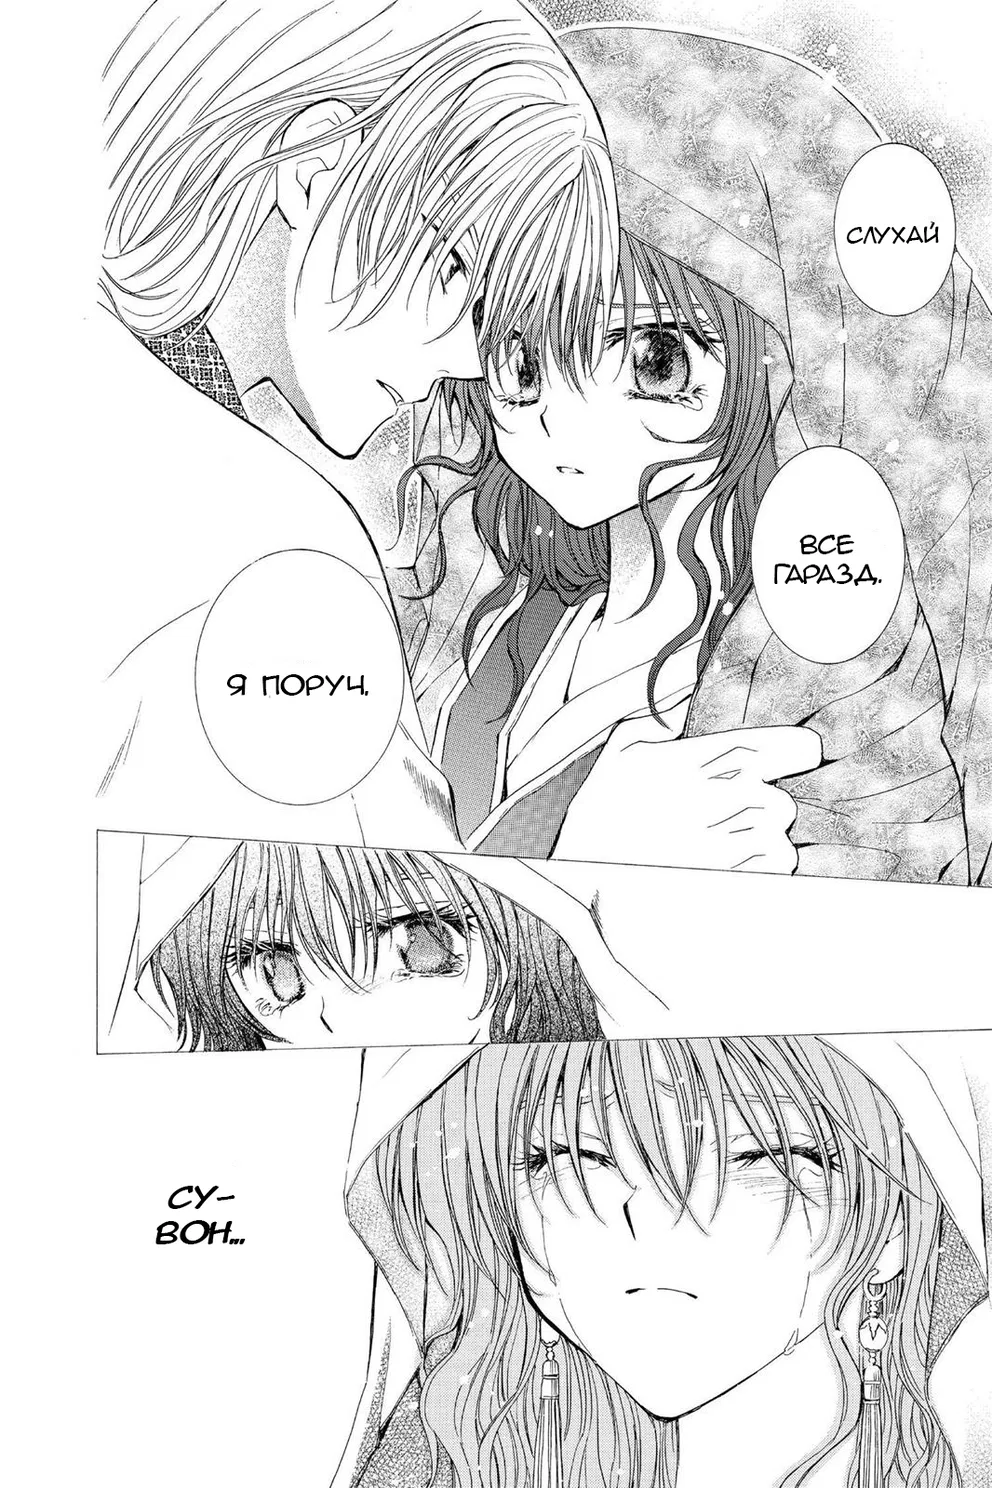 СЛУХАЙ
ВСЕ
ГАРАЗД.
Я ПОРУЧ.
СУ-
ВОН...